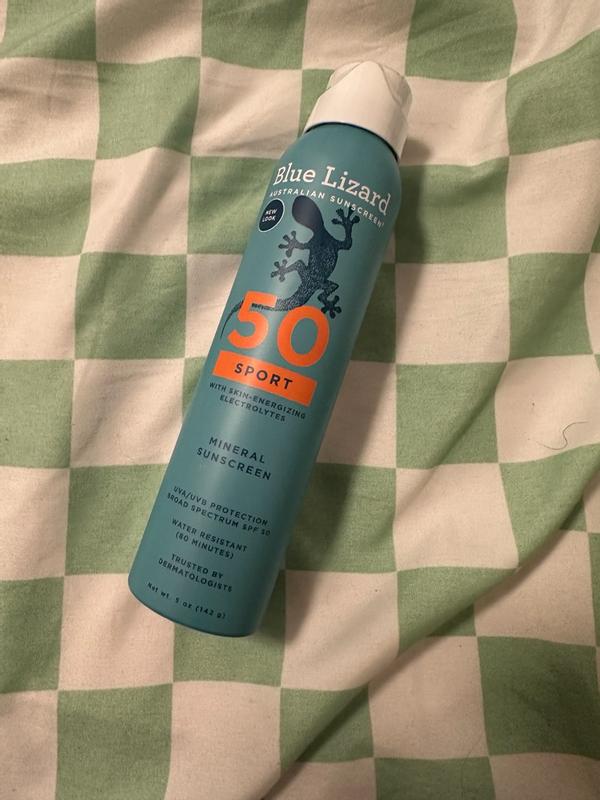 Blue Lizard
AUSTRALIAN SUNSCREEN®
NEW
LOOK
50
SPORT
WITH SKIN-ENERGIZING
ELECTROLYTES
MINERAL
SUNSCREEN
UVA/UVB PROTECTION
BROAD SPECTRUM SPF 50
WATER RESISTANT
(80 MINUTES)
TRUSTED BY
DERMATOLOGISTS
Net wt. 5 oz (142 g)